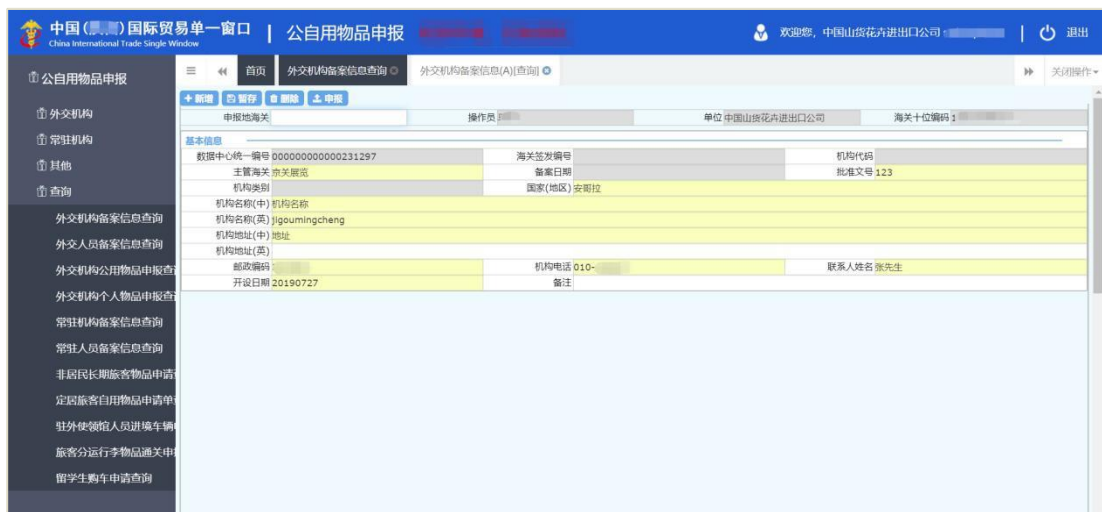 中国( )国际贸易单一窗口 | 公自用物品申报 欢迎您，中国山货花卉进出口公司 | 退出
China International Trade Single Window
公自用物品申报 首页 外交机构备案信息查询 外交机构备案信息(A)[查询] 关闭操作
新增 暂存 删除 申报
外交机构
申报地海关 操作员 单位 中国山货花卉进出口公司 海关十位编码
常驻机构
基本信息
数据中心统一编号 000000000000231297 海关签发编号 机构代码
其他
主管海关 京关展览 备案日期 批准文号 123
查询
机构类别 国家(地区) 安哥拉
机构名称(中) 机构名称
外交机构备案信息查询
机构名称(英) jigoumingcheng
机构地址(中) 地址
外交人员备案信息查询
机构地址(英)
外交机构公用物品申报查
邮政编码 机构电话 010- 联系人姓名 张先生
开设日期 20190727 备注
外交机构个人物品申报查
常驻机构备案信息查询
常驻人员备案信息查询
非居民长期旅客物品申请
定居旅客自用物品申请单
驻外使领馆人员进境车辆
旅客分运行李物品通关申
留学生购车申请查询